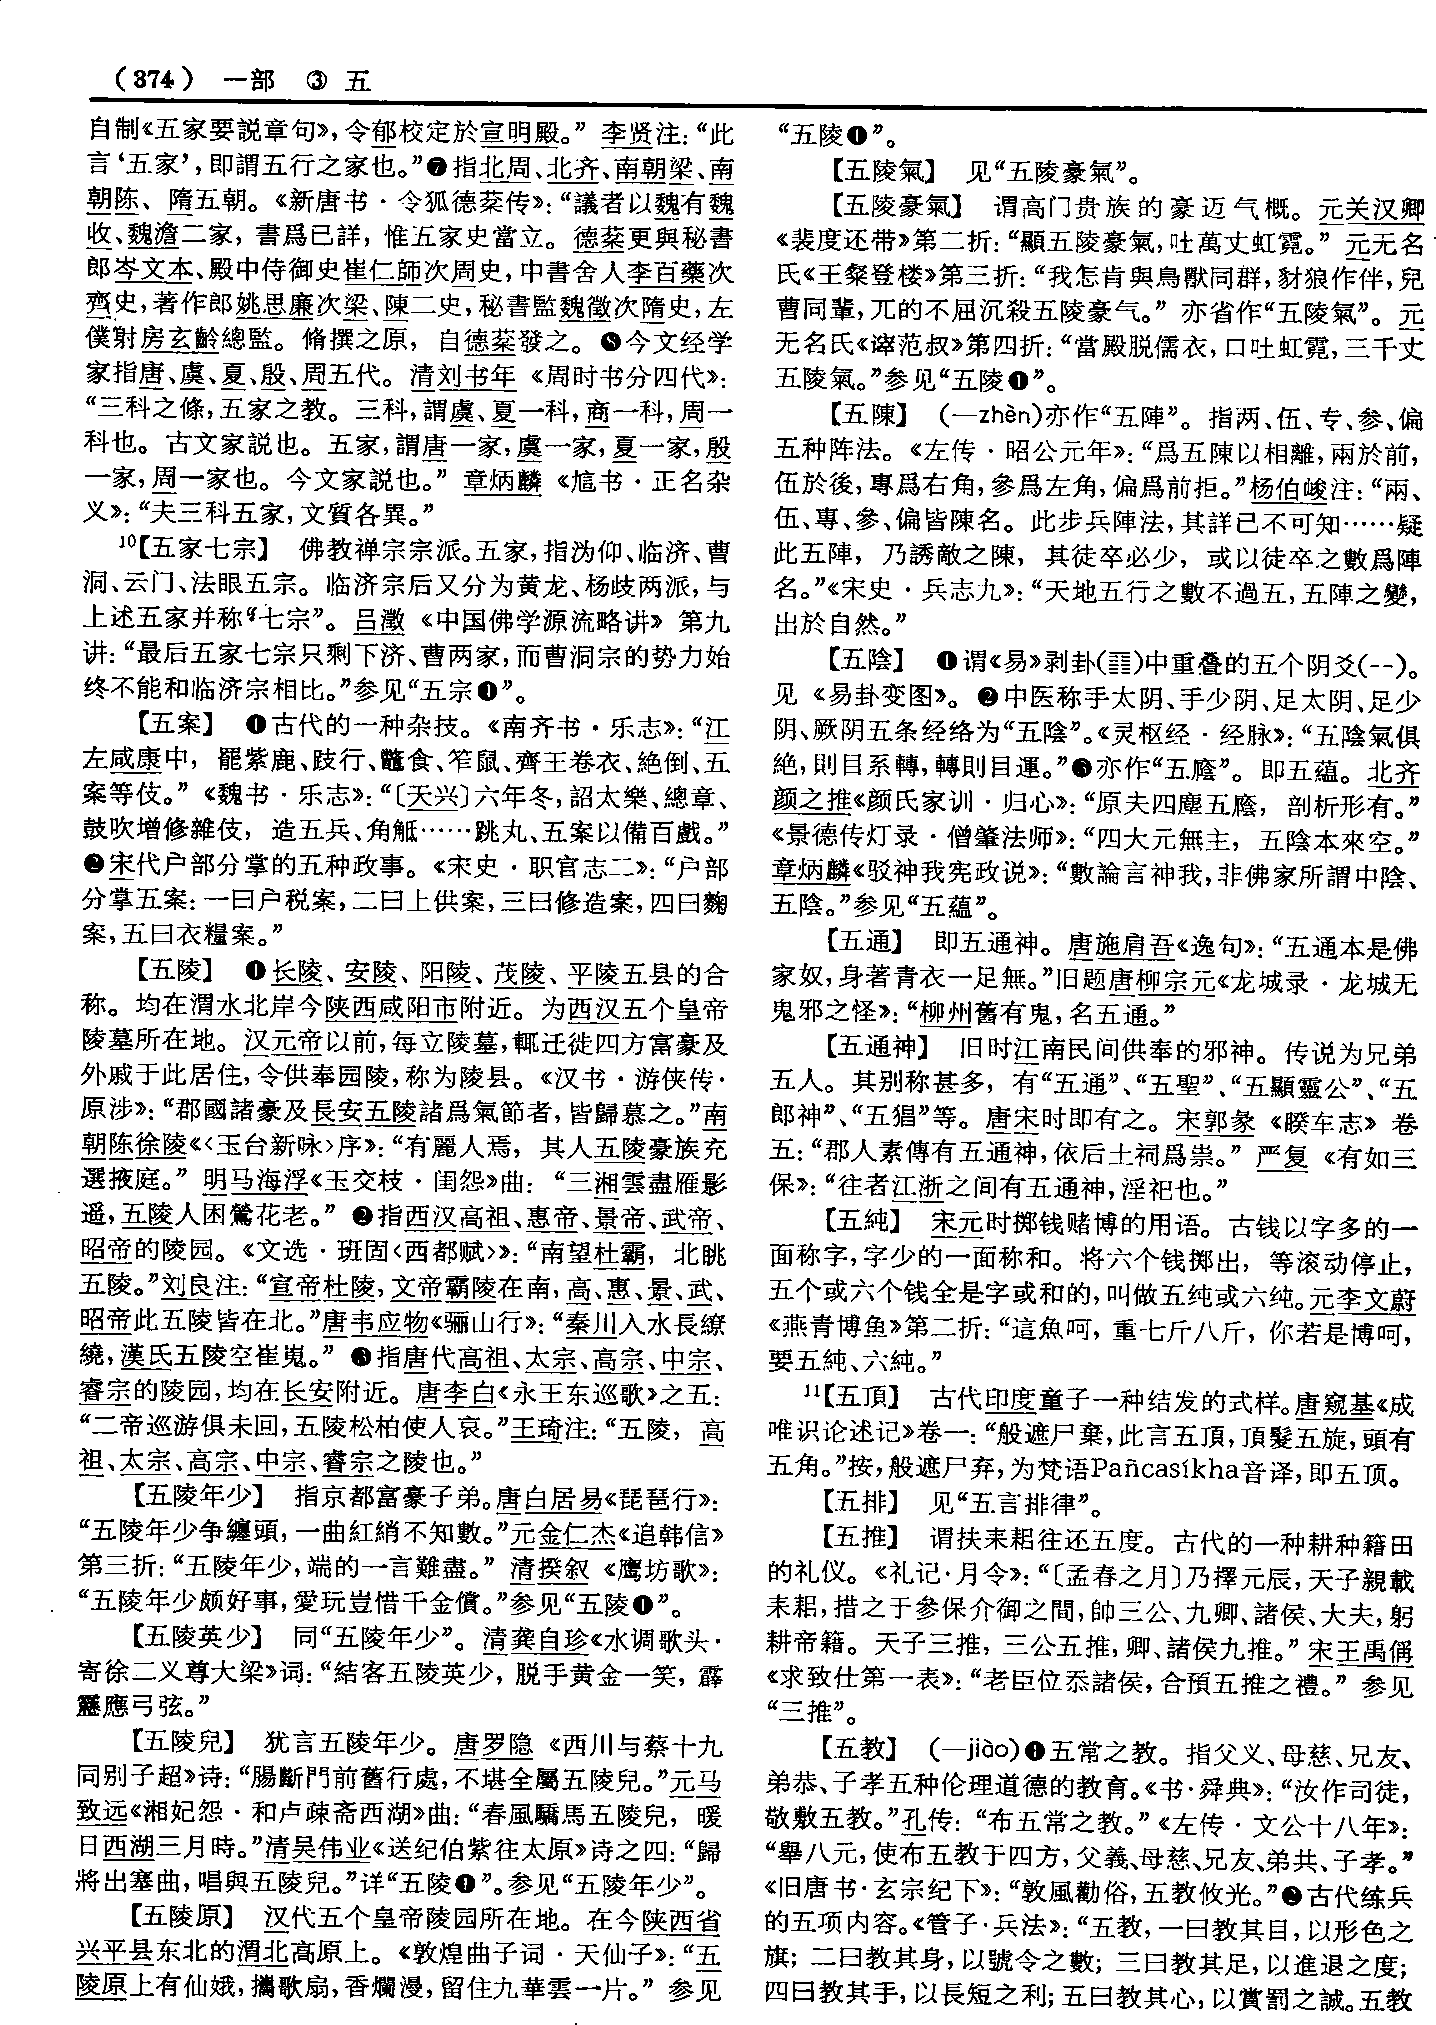 （374） 一部 ③ 五
自制《五家要説章句》，令郁校定於宣明殿。”李贤注：“此
言‘五家’，即謂五行之家也。”❼指北周、北齐、南朝梁、南
朝陈、隋五朝。《新唐书·令狐德棻传》：“議者以魏有魏
收、魏澹二家，書爲已詳，惟五家史當立。德棻更與秘書
郎岑文本、殿中侍御史崔仁師次周史，中書舍人李百藥次
齊史，著作郎姚思廉次梁、陳二史，秘書監魏徵次隋史，左
僕射房玄齡總監。脩撰之原，自德棻發之。❽今文经学
家指唐、虞、夏、殷、周五代。清刘书年《周时书分四代》：
“三科之條，五家之教。三科，謂虞、夏一科，商一科，周一
科也。古文家説也。五家，謂唐一家，虞一家，夏一家，殷
一家，周一家也。今文家説也。”章炳麟《訄书·正名杂
义》：“夫三科五家，文質各異。”
¹⁰【五家七宗】 佛教禅宗宗派。五家，指沩仰、临济、曹
洞、云门、法眼五宗。临济宗后又分为黄龙、杨歧两派，与
上述五家并称“七宗”。吕澂《中国佛学源流略讲》第九
讲：“最后五家七宗只剩下济、曹两家，而曹洞宗的势力始
终不能和临济宗相比。”参见“五宗❶”。
【五案】 ❶古代的一种杂技。《南齐书·乐志》：“江
左咸康中，罷紫鹿、跂行、鼈食、笮鼠、齊王卷衣、絶倒、五
案等伎。”《魏书·乐志》：“〔天兴〕六年冬，詔太樂、總章、
鼓吹增修雜伎，造五兵、角觝……跳丸、五案以備百戲。”
❷宋代户部分掌的五种政事。《宋史·职官志二》：“户部
分掌五案：一曰户税案，二曰上供案，三曰修造案，四曰麴
案，五曰衣糧案。”
【五陵】 ❶长陵、安陵、阳陵、茂陵、平陵五县的合
称。均在渭水北岸今陕西咸阳市附近。为西汉五个皇帝
陵墓所在地。汉元帝以前，每立陵墓，輒迁徙四方富豪及
外戚于此居住，令供奉园陵，称为陵县。《汉书·游侠传·
原涉》：“郡國諸豪及長安五陵諸爲氣節者，皆歸慕之。”南
朝陈徐陵《〈玉台新咏〉序》：“有麗人焉，其人五陵豪族充
選掖庭。”明马海浮《玉交枝·闺怨》曲：“三湘雲盡雁影
遥，五陵人困鶯花老。”❷指西汉高祖、惠帝、景帝、武帝、
昭帝的陵园。《文选·班固〈西都赋〉》：“南望杜霸，北眺
五陵。”刘良注：“宣帝杜陵，文帝霸陵在南，高、惠、景、武、
昭帝此五陵皆在北。”唐韦应物《骊山行》：“秦川入水長繚
繞，漢氏五陵空崔嵬。”❸指唐代高祖、太宗、高宗、中宗、
睿宗的陵园，均在长安附近。唐李白《永王东巡歌》之五：
“二帝巡游俱未回，五陵松柏使人哀。”王琦注：“五陵，高
祖、太宗、高宗、中宗、睿宗之陵也。”
【五陵年少】 指京都富豪子弟。唐白居易《琵琶行》：
“五陵年少争纏頭，一曲紅綃不知數。”元金仁杰《追韩信》
第三折：“五陵年少，端的一言難盡。”清揆叙《鹰坊歌》：
“五陵年少颇好事，愛玩豈惜千金償。”参见“五陵❶”。
【五陵英少】 同“五陵年少”。清龚自珍《水调歌头·
寄徐二义尊大梁》词：“結客五陵英少，脱手黄金一笑，霹
靂應弓弦。”
【五陵兒】 犹言五陵年少。唐罗隐《西川与蔡十九
同别子超》诗：“腸斷門前舊行處，不堪全屬五陵兒。”元马
致远《湘妃怨·和卢疎斋西湖》曲：“春風驕馬五陵兒，暖
日西湖三月時。”清吴伟业《送纪伯紫往太原》诗之四：“歸
將出塞曲，唱與五陵兒。”详“五陵❶”。参见“五陵年少”。
【五陵原】 汉代五个皇帝陵园所在地。在今陕西省
兴平县东北的渭北高原上。《敦煌曲子词·天仙子》：“五
陵原上有仙娥，攜歌扇，香爛漫，留住九華雲一片。”参见
“五陵❶”。
【五陵氣】 见“五陵豪氣”。
【五陵豪氣】 谓高门贵族的豪迈气概。元关汉卿
《裴度还带》第二折：“顯五陵豪氣，吐萬丈虹霓。”元无名
氏《王粲登楼》第三折：“我怎肯與鳥獸同群，豺狼作伴，兒
曹同輩，兀的不屈沉殺五陵豪气。”亦省作“五陵氣”。元
无名氏《谇范叔》第四折：“當殿脱儒衣，口吐虹霓，三千丈
五陵氣。”参见“五陵❶”。
【五陳】 (—zhèn)亦作“五陣”。指两、伍、专、参、偏
五种阵法。《左传·昭公元年》：“爲五陳以相離，兩於前，
伍於後，專爲右角，參爲左角，偏爲前拒。”杨伯峻注：“兩、
伍、專、參、偏皆陳名。此步兵陣法，其詳已不可知……疑
此五陣，乃誘敵之陳，其徒卒必少，或以徒卒之數爲陣
名。”《宋史·兵志九》：“天地五行之數不過五，五陣之變，
出於自然。”
【五陰】 ❶谓《易》剥卦(䷖)中重叠的五个阴爻(--)。
见《易卦变图》。❷中医称手太阴、手少阴、足太阴、足少
阴、厥阴五条经络为“五陰”。《灵枢经·经脉》：“五陰氣俱
絶，則目系轉，轉則目運。”❸亦作“五廕”。即五蕴。北齐
颜之推《颜氏家训·归心》：“原夫四塵五廕，剖析形有。”
《景德传灯录·僧肇法师》：“四大元無主，五陰本來空。”
章炳麟《驳神我宪政说》：“數論言神我，非佛家所謂中陰、
五陰。”参见“五蕴”。
【五通】 即五通神。唐施肩吾《逸句》：“五通本是佛
家奴，身著青衣一足無。”旧题唐柳宗元《龙城录·龙城无
鬼邪之怪》：“柳州舊有鬼，名五通。”
【五通神】 旧时江南民间供奉的邪神。传说为兄弟
五人。其别称甚多，有“五通”、“五聖”、“五顯靈公”、“五
郎神”、“五猖”等。唐宋时即有之。宋郭彖《睽车志》卷
五：“郡人素傳有五通神，依后土祠爲祟。”严复《有如三
保》：“往者江浙之间有五通神，淫祀也。”
【五純】 宋元时掷钱赌博的用语。古钱以字多的一
面称字，字少的一面称和。将六个钱掷出，等滚动停止，
五个或六个钱全是字或和的，叫做五纯或六纯。元李文蔚
《燕青博鱼》第二折：“這魚呵，重七斤八斤，你若是博呵，
要五純、六純。”
¹¹【五頂】 古代印度童子一种结发的式样。唐窥基《成
唯识论述记》卷一：“般遮尸棄，此言五頂，頂髮五旋，頭有
五角。”按，般遮尸弃，为梵语Pañcasíkha音译，即五顶。
【五排】 见“五言排律”。
【五推】 谓扶耒耜往还五度。古代的一种耕种籍田
的礼仪。《礼记·月令》：“〔孟春之月〕乃擇元辰，天子親載
耒耜，措之于參保介御之間，帥三公、九卿、諸侯、大夫，躬
耕帝籍。天子三推，三公五推，卿、諸侯九推。”宋王禹偁
《求致仕第一表》：“老臣位忝諸侯，合預五推之禮。”参见
“三推”。
【五教】 (—jiào)❶五常之教。指父义、母慈、兄友、
弟恭、子孝五种伦理道德的教育。《书·舜典》：“汝作司徒，
敬敷五教。”孔传：“布五常之教。”《左传·文公十八年》：
“舉八元，使布五教于四方，父義、母慈、兄友、弟共、子孝。”
《旧唐书·玄宗纪下》：“敦風勸俗，五教攸光。”❷古代练兵
的五项内容。《管子·兵法》：“五教，一曰教其目，以形色之
旗；二曰教其身，以號令之數；三曰教其足，以進退之度；
四曰教其手，以長短之利；五曰教其心，以賞罰之誠。五教